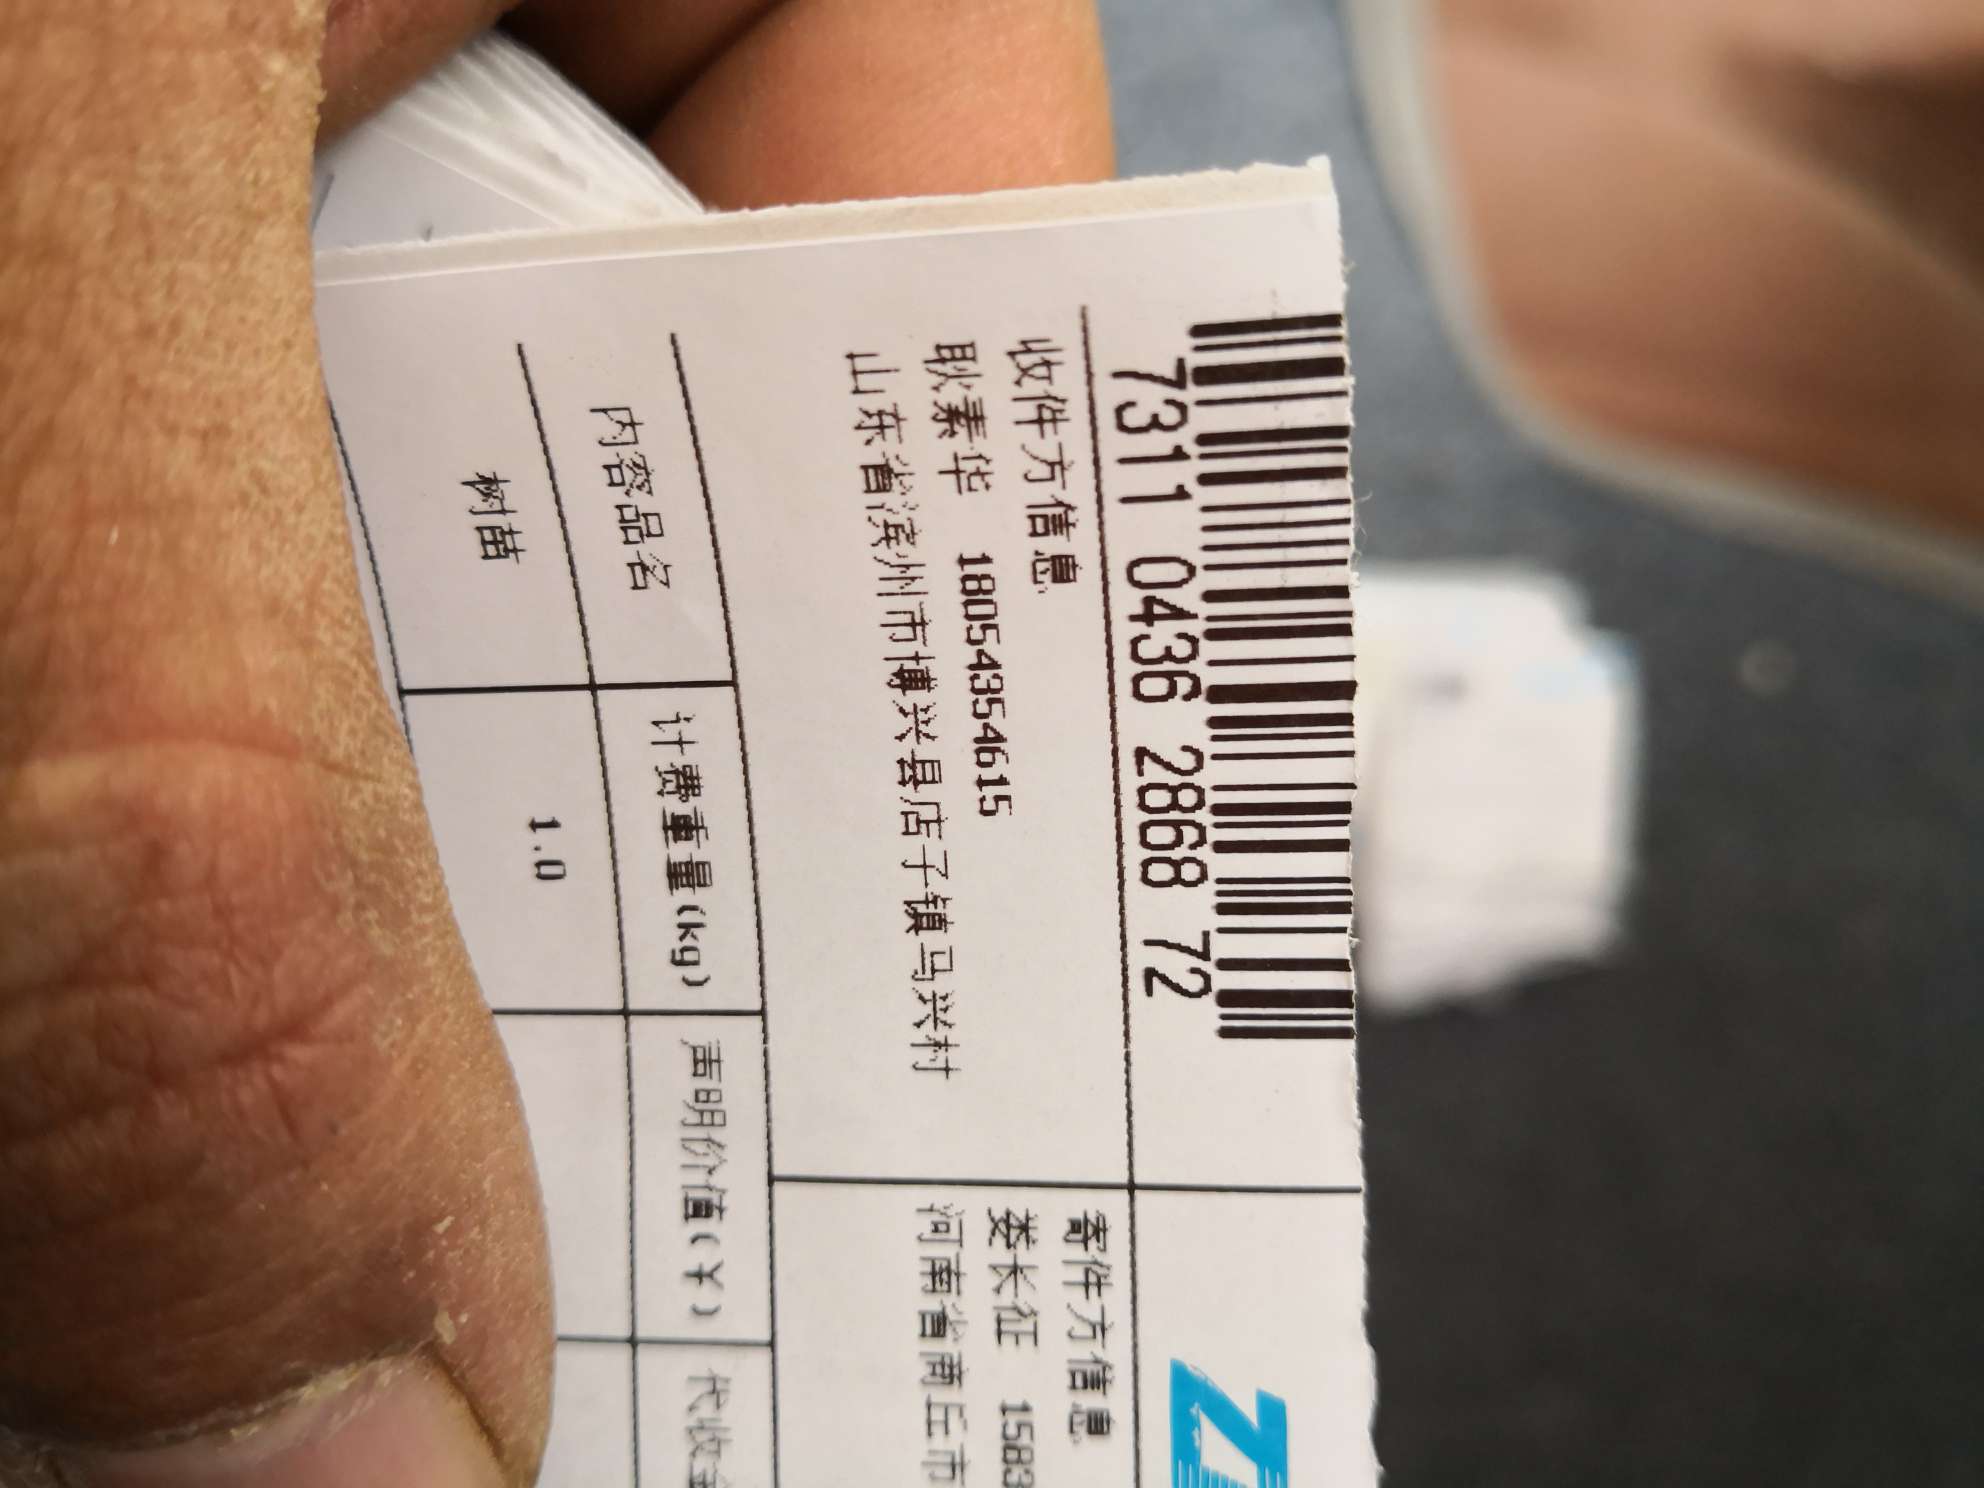 7311 0436 2868 72
收件方信息
耿素华 18054354615
山东省滨州市博兴县店子镇马兴村
寄件方信息
娄长征 1583
河南省商丘市
内容品名
计费重量(kg)
声明价值(¥)
代收
树苗
1.0